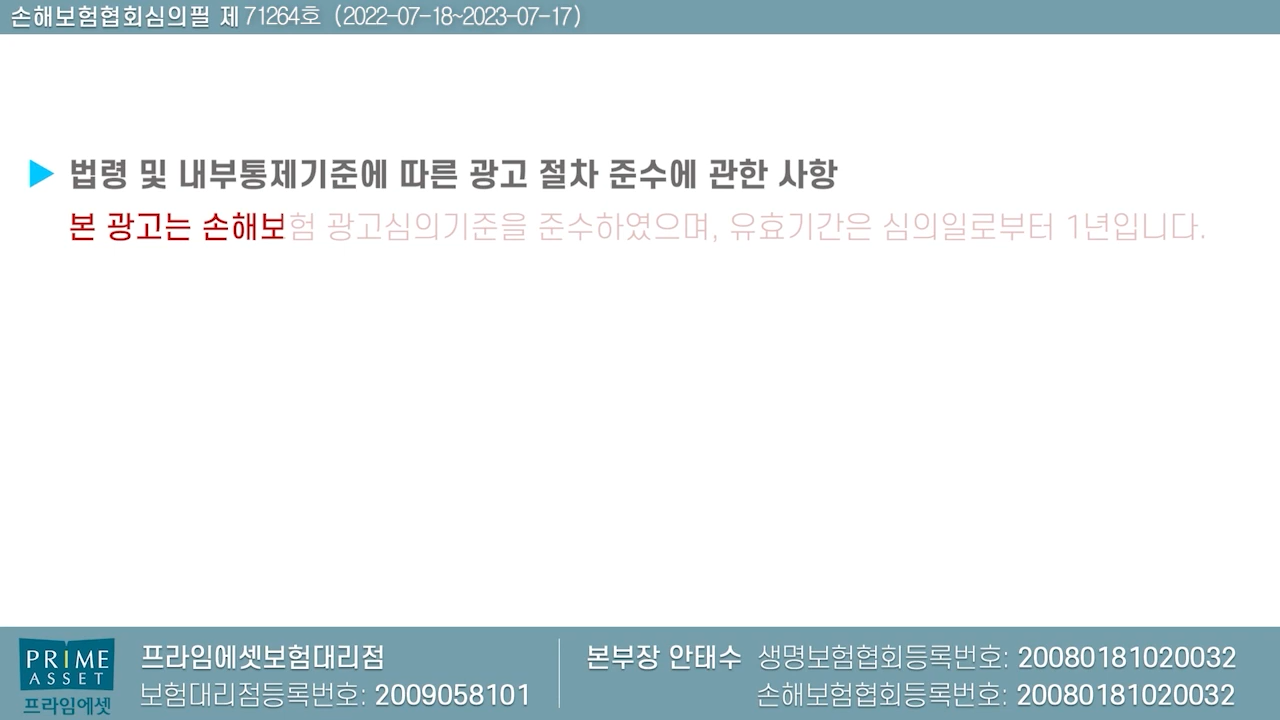 손해보험협회심의필 제 71264호 (2022-07-18~2023-07-17)
▶ 법령 및 내부통제기준에 따른 광고 절차 준수에 관한 사항
본 광고는 손해보험 광고심의기준을 준수하였으며, 유효기간은 심의일로부터 1년입니다.
PRIME
ASSET
프라임에셋
프라임에셋보험대리점
보험대리점등록번호: 2009058101
본부장 안태수 생명보험협회등록번호: 20080181020032
손해보험협회등록번호: 20080181020032